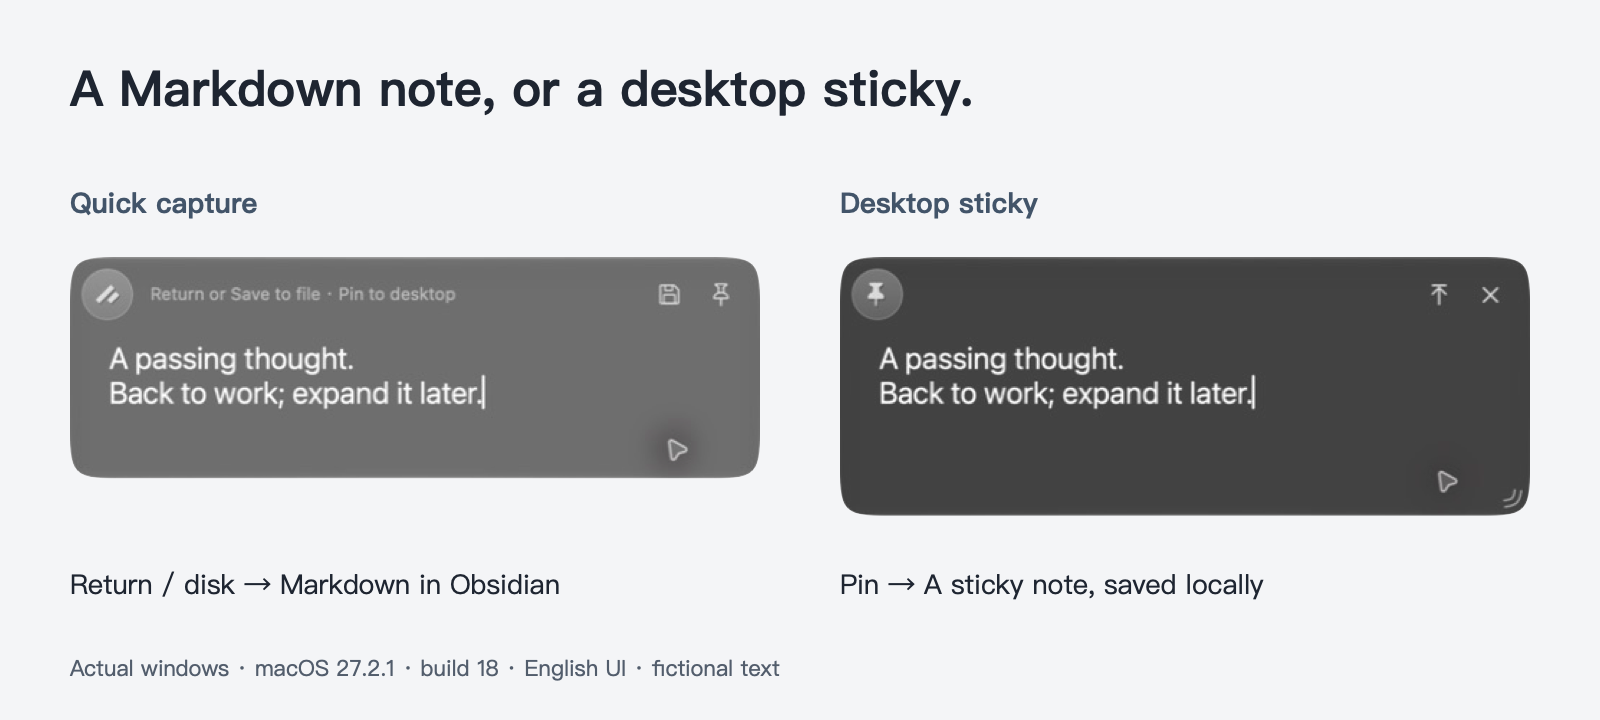 A Markdown note, or a desktop sticky.
Quick capture
Return or Save to file · Pin to desktop
A passing thought.
Back to work; expand it later.
Return / disk → Markdown in Obsidian
Desktop sticky
A passing thought.
Back to work; expand it later.
Pin → A sticky note, saved locally
Actual windows · macOS 27.2.1 · build 18 · English UI · fictional text